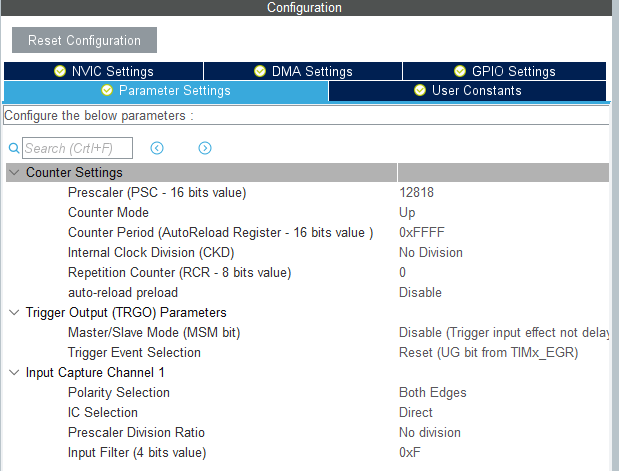 Configuration
Reset Configuration
NVIC Settings DMA Settings GPIO Settings
Parameter Settings User Constants
Configure the below parameters :
Search (CrtI+F)
Counter Settings
Prescaler (PSC - 16 bits value) 12818
Counter Mode Up
Counter Period (AutoReload Register - 16 bits value ) 0xFFFF
Internal Clock Division (CKD) No Division
Repetition Counter (RCR - 8 bits value) 0
auto-reload preload Disable
Trigger Output (TRGO) Parameters
Master/Slave Mode (MSM bit) Disable (Trigger input effect not delay
Trigger Event Selection Reset (UG bit from TIMx_EGR)
Input Capture Channel 1
Polarity Selection Both Edges
IC Selection Direct
Prescaler Division Ratio No division
Input Filter (4 bits value) 0xF